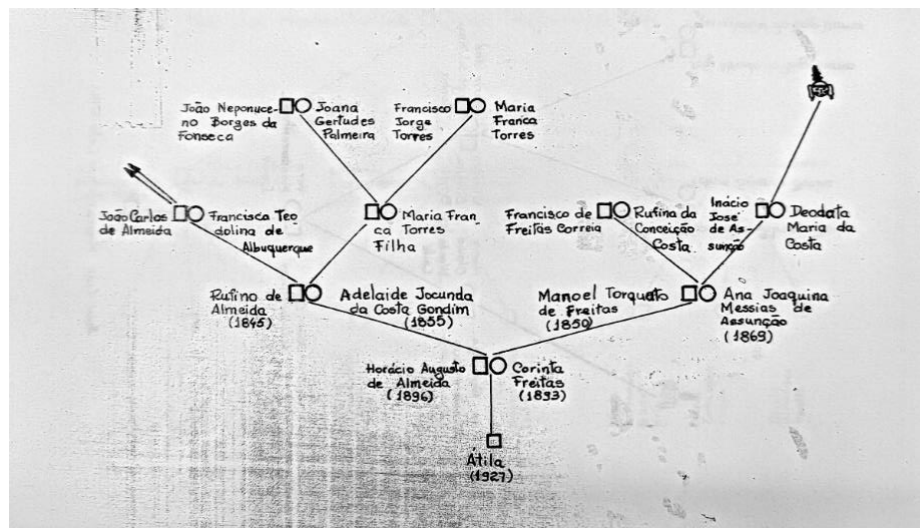 João Neponuce-
no Borges da
Fonseca
Joana
Gertudes
Palmeira
Francisco
Jorge
Torres
Maria
Franca
Torres
João Carlos
de Almeida
Francisca Teo
dolina de
Albuquerque
Maria Fran_
ca Torres
Filha
Francisco de
Freitas Correia
Rufina da
Conceição
Costa
Inácio
José
de As-
sunção
Deodata
Maria da
Costa
Rufino de
Almeida
(1845)
Adelaide Jocunda
da Costa Gondim
(1855)
Manoel Torquato
de Freitas
(1850)
Ana Joaquina
Messias de
Assunção
(1869)
Horácio Augusto
de Almeida
(1896)
Corinta
Freitas
(1893)
Átila
(1927)